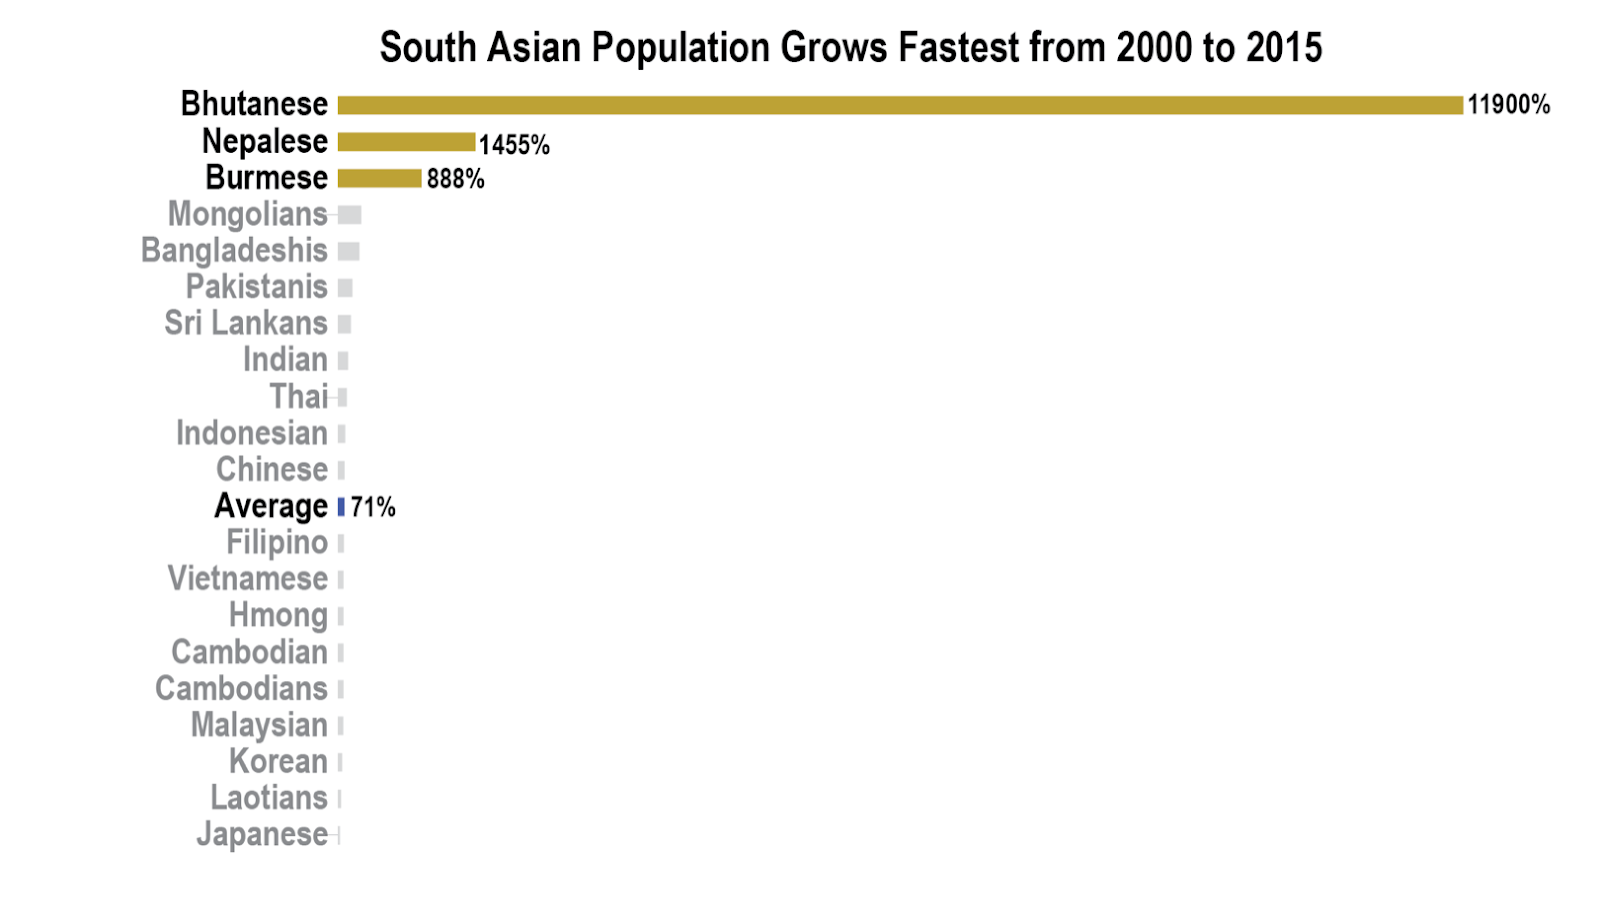 South Asian Population Grows Fastest from 2000 to 2015
Bhutanese 11900%
Nepalese 1455%
Burmese 888%
Mongolians
Bangladeshis
Pakistanis
Sri Lankans
Indian
Thai
Indonesian
Chinese
Average 71%
Filipino
Vietnamese
Hmong
Cambodian
Cambodians
Malaysian
Korean
Laotians
Japanese